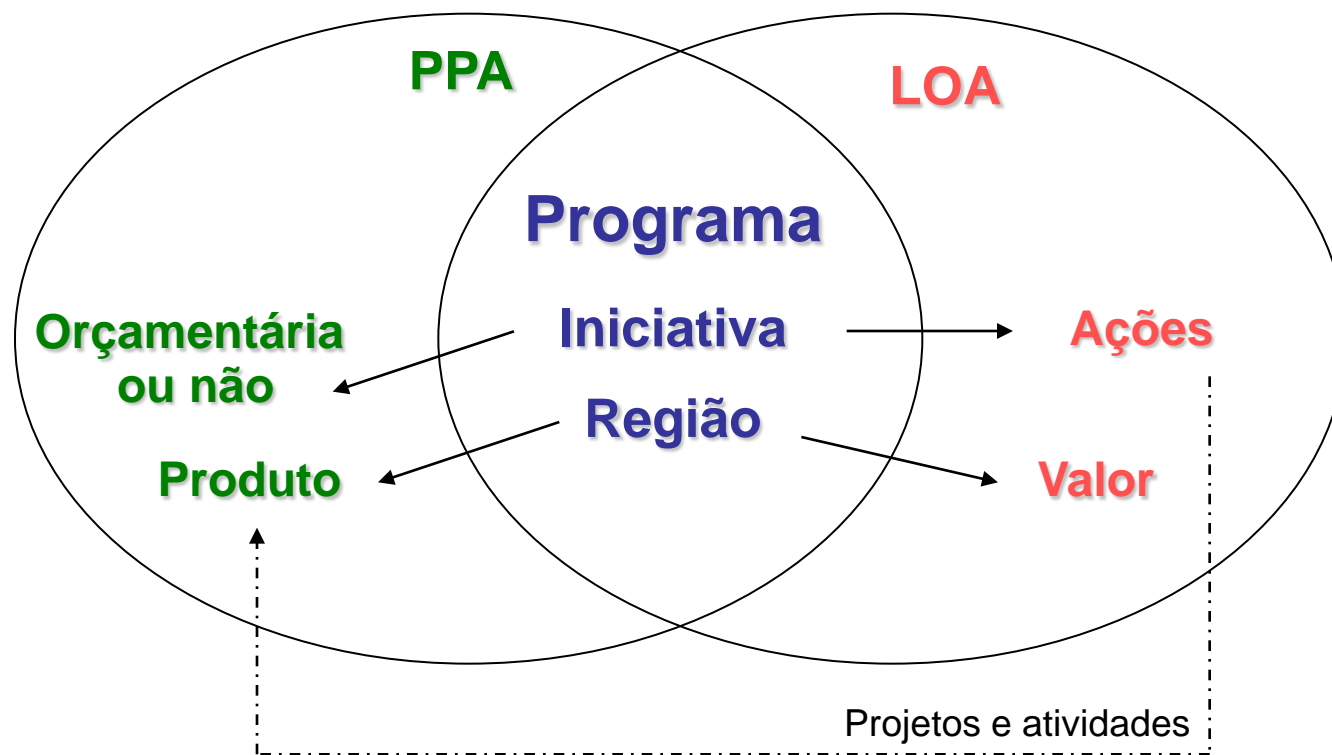 PPA
LOA
Programa
Orçamentária
ou não
Iniciativa
Ações
Região
Produto
Valor
Projetos e atividades